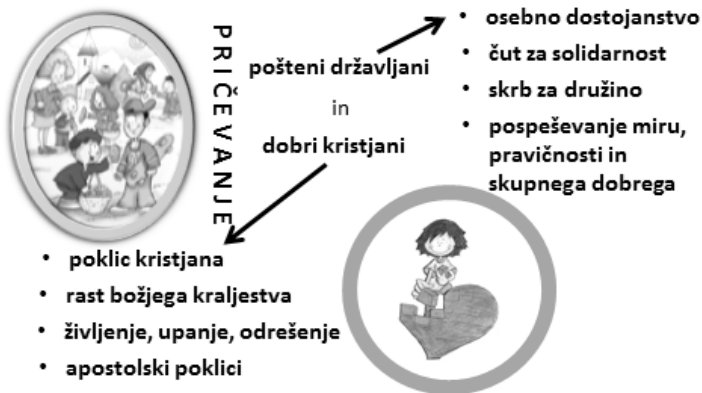 PRIČEVANJE
pošteni državljani
in
dobri kristjani
• osebno dostojanstvo
• čut za solidarnost
• skrb za družino
• pospeševanje miru,
pravičnosti in
skupnega dobrega
• poklic kristjana
• rast božjega kraljestva
• življenje, upanje, odrešenje
• apostolski poklici